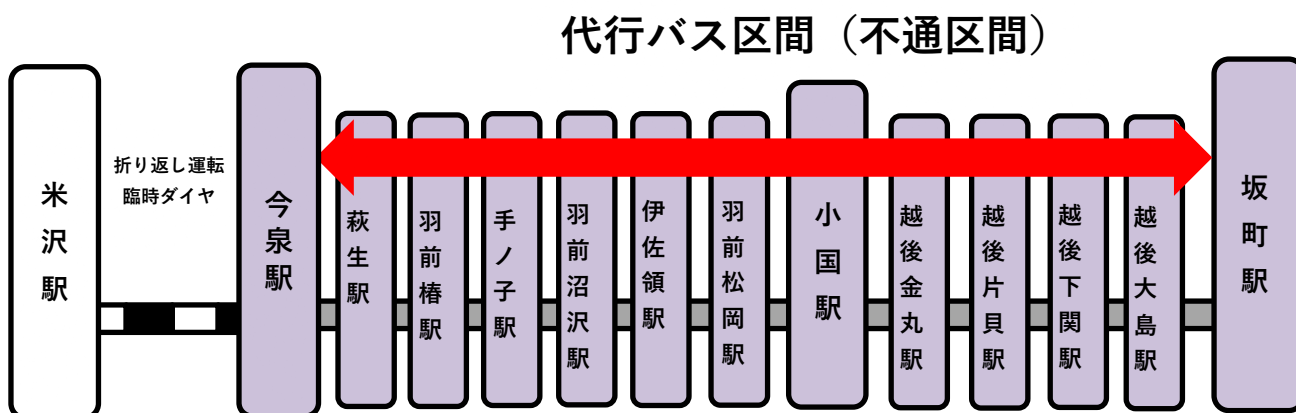 代行バス区間（不通区間）
米沢駅
折り返し運転
臨時ダイヤ
今泉駅
萩生駅
羽前椿駅
手ノ子駅
羽前沼沢駅
伊佐領駅
羽前松岡駅
小国駅
越後金丸駅
越後片貝駅
越後下関駅
越後大島駅
坂町駅